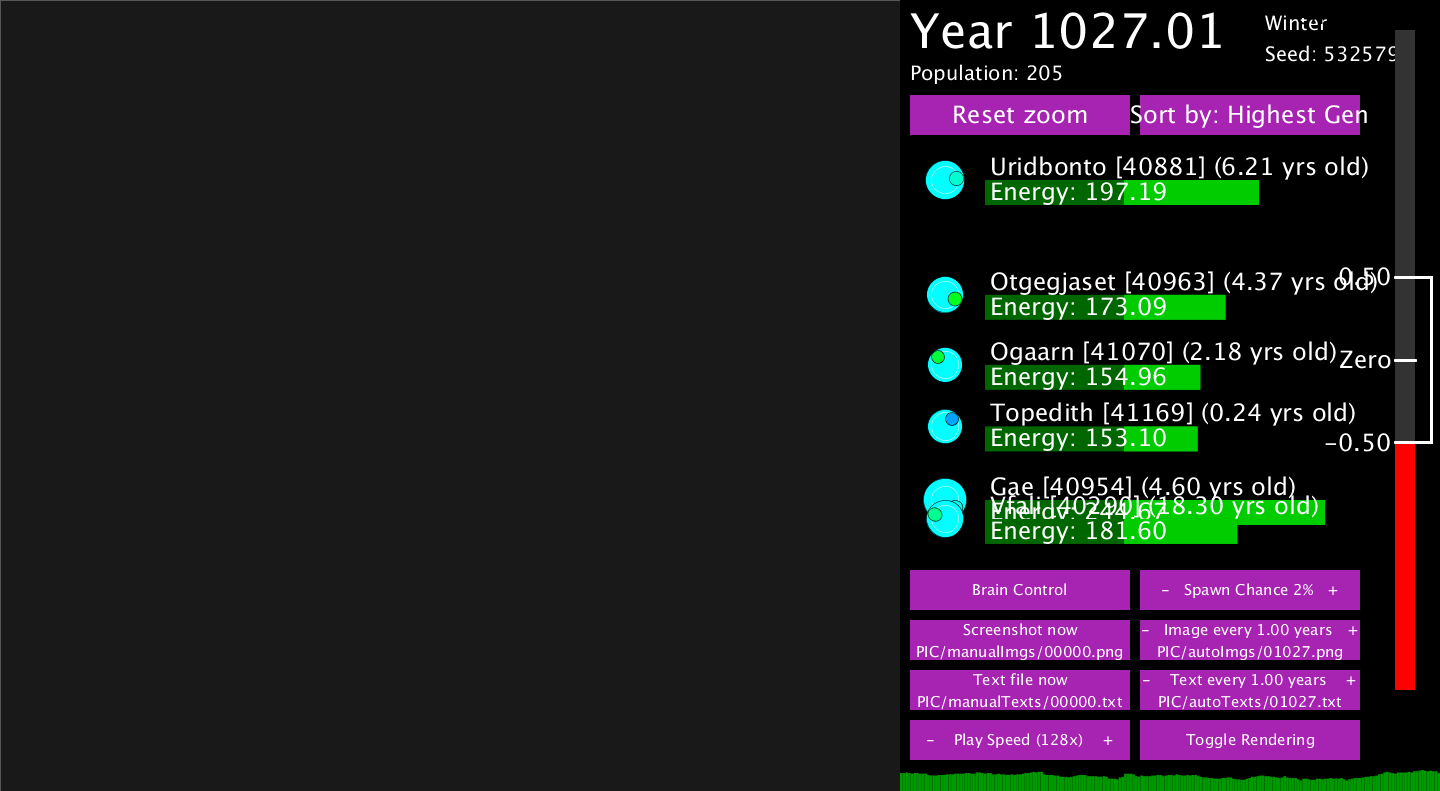 Year 1027.01
Winter
Seed: 532579
Population: 205
Reset zoom
Sort by: Highest Gen
Uridbonto [40881] (6.21 yrs old)
Energy: 197.19
Otgegjaset [40963] (4.37 yrs old)
0.50
Energy: 173.09
Ogaarn [41070] (2.18 yrs old)
Zero
Energy: 154.96
Topedith [41169] (0.24 yrs old)
-0.50
Energy: 153.10
Gae [40954] (4.60 yrs old)
Energy: 244.67
Vfali [40290] (18.30 yrs old)
Energy: 181.60
Brain Control
- Spawn Chance 2% +
Screenshot now
PIC/manualImgs/00000.png
- Image every 1.00 years +
PIC/autoImgs/01027.png
Text file now
PIC/manualTexts/00000.txt
- Text every 1.00 years +
PIC/autoTexts/01027.txt
- Play Speed (128x) +
Toggle Rendering